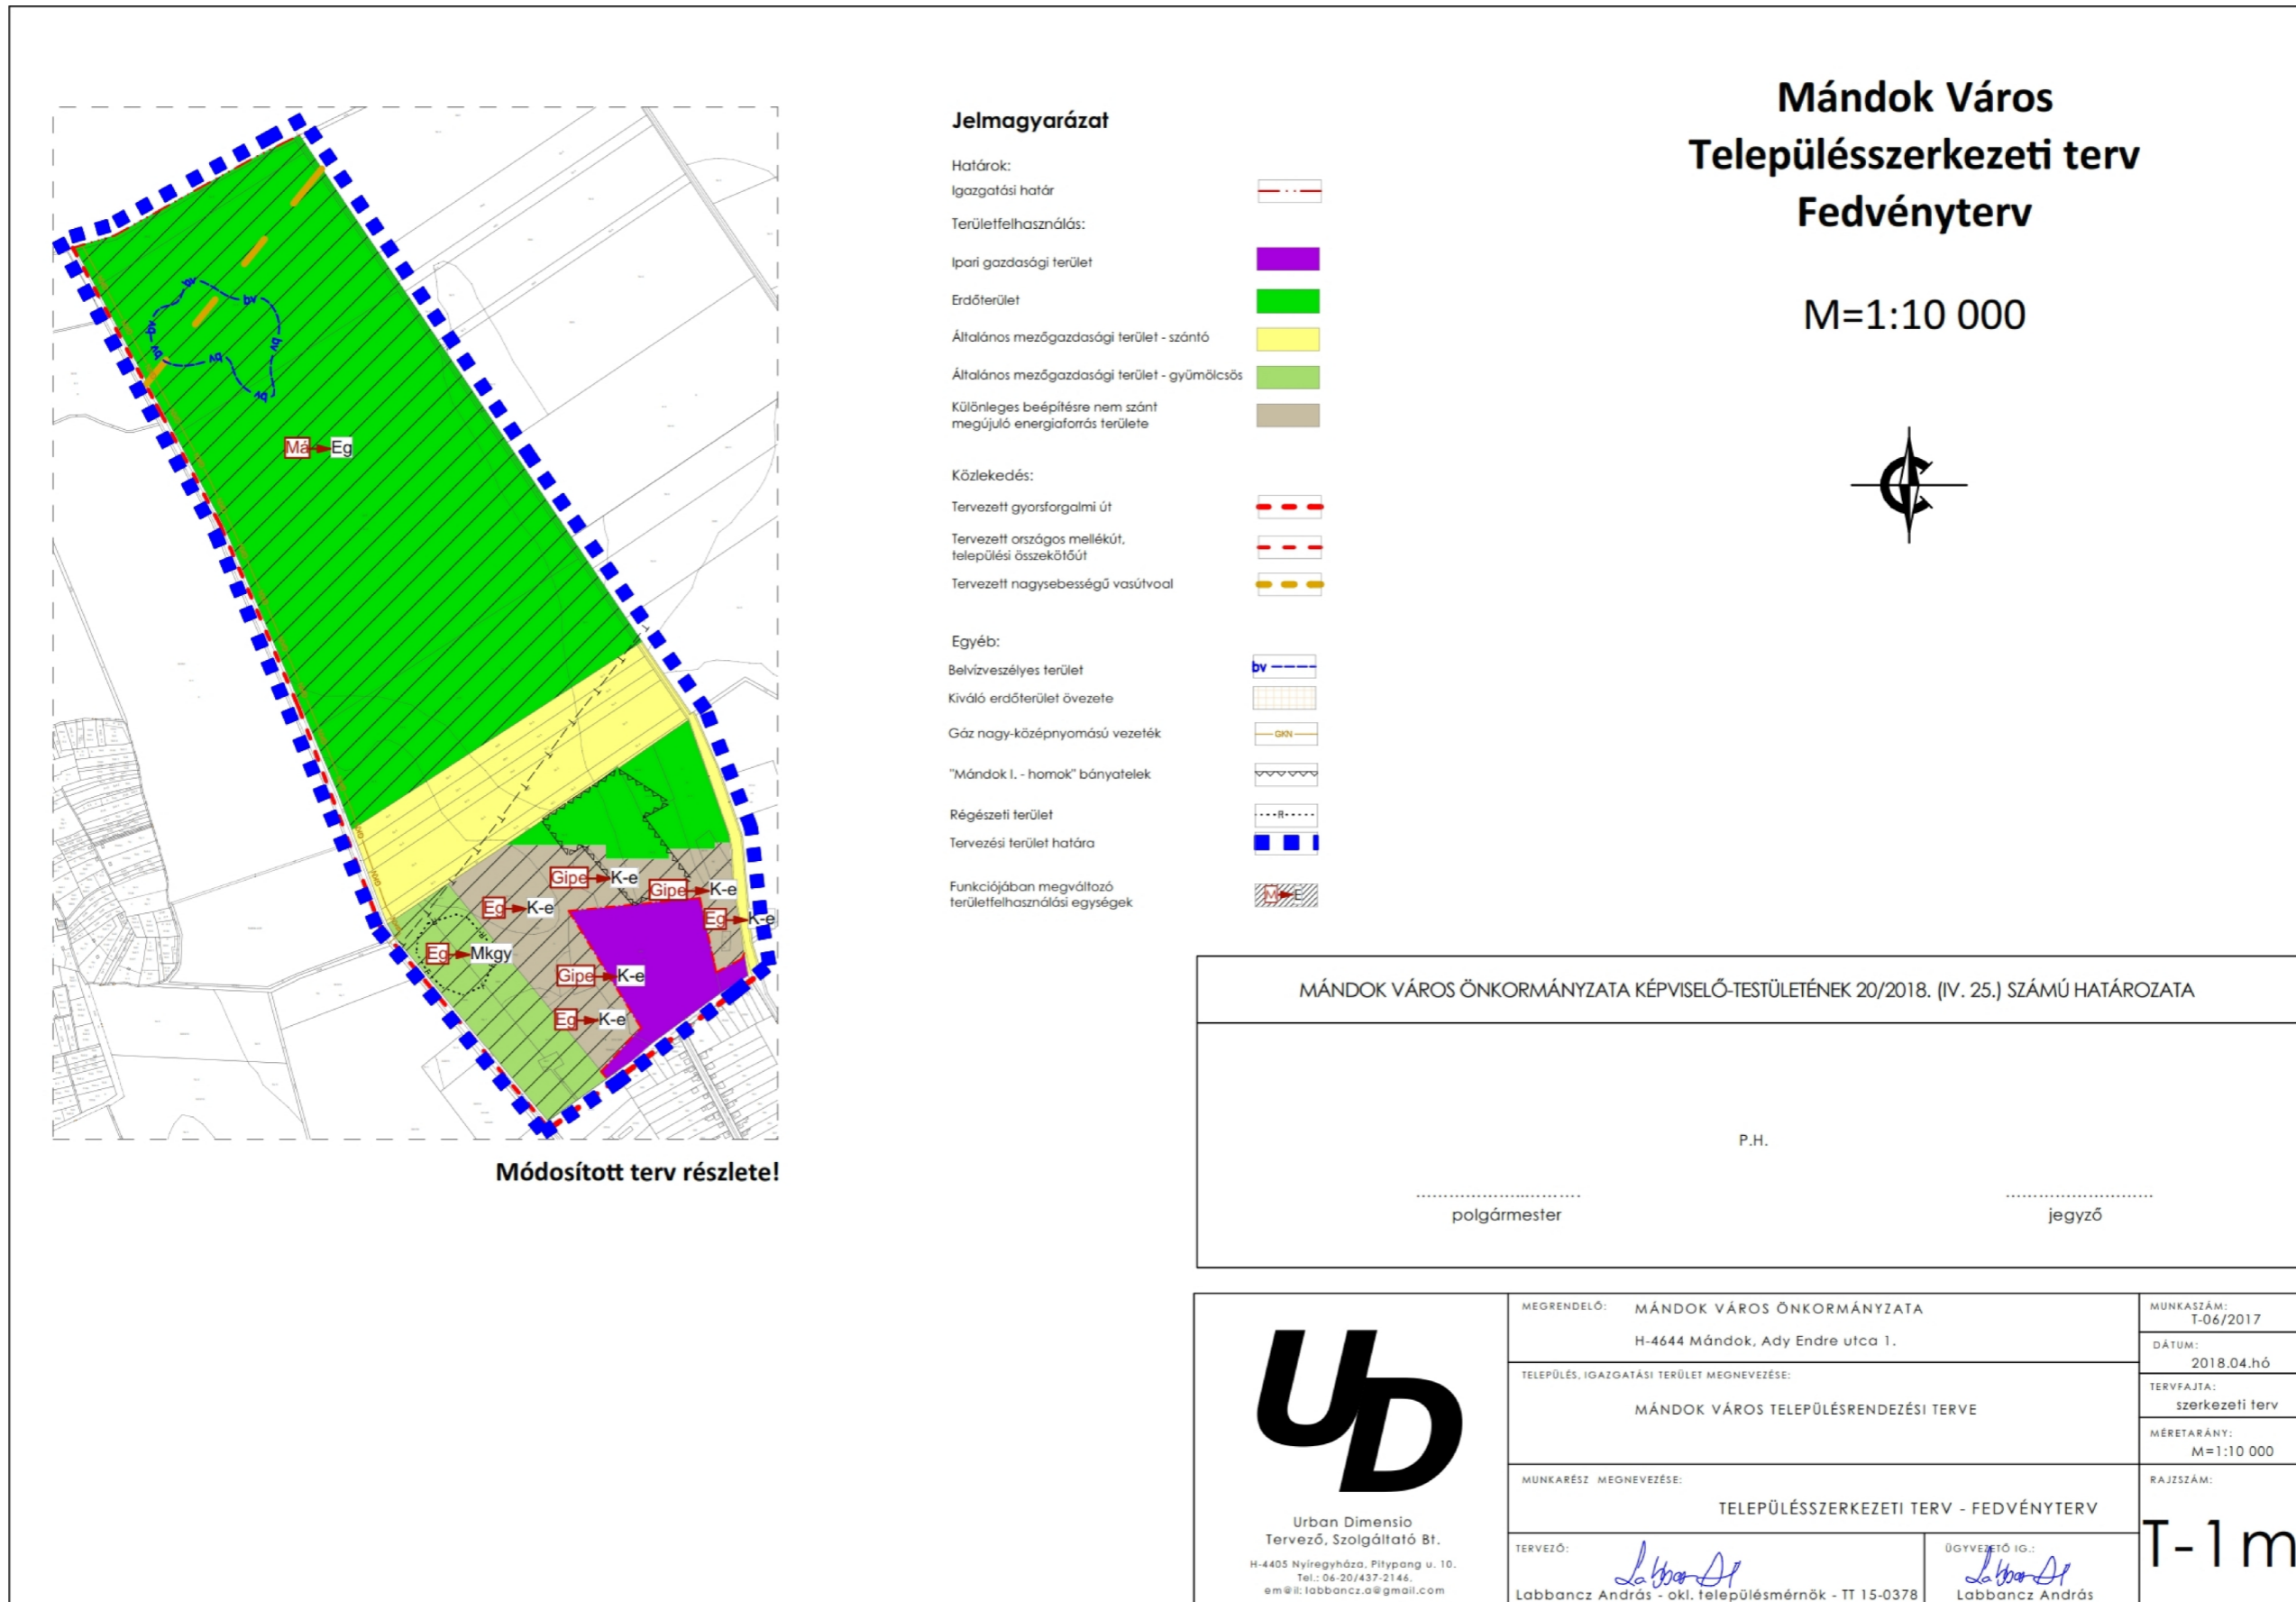 Mándok Város
Településszerkezeti terv
Fedvényterv
M=1:10 000
Jelmagyarázat
Határok:
Igazgatási határ
Területfelhasználás:
Ipari gazdasági terület
Erdőterület
Általános mezőgazdasági terület - szántó
Általános mezőgazdasági terület - gyümölcsös
Különleges beépítésre nem szánt
megújuló energiaforrás területe
Közlekedés:
Tervezett gyorsforgalmi út
Tervezett országos mellékút,
települési összekötőút
Tervezett nagysebességű vasútvoal
Egyéb:
Belvízveszélyes terület
bv
Kiváló erdőterület övezete
Gáz nagy-középnyomású vezeték
GKN
"Mándok I. - homok" bányatelek
Régészeti terület
R
Tervezési terület határa
Funkciójában megváltozó
területfelhasználási egységek
M E
bv
bv
bv
bv
bv
bv
bv
Má Eg
Gipe K-e
Gipe K-e
Eg K-e
Eg K-e
Eg Mkgy
Gipe K-e
Eg K-e
Módosított terv részlete!
MÁNDOK VÁROS ÖNKORMÁNYZATA KÉPVISELŐ-TESTÜLETÉNEK 20/2018. (IV. 25.) SZÁMÚ HATÁROZATA
P.H.
polgármester
jegyző
UD
Urban Dimensio
Tervező, Szolgáltató Bt.
H-4405 Nyíregyháza, Pitypang u. 10.
Tel.: 06-20/437-2146,
em@il: labbancz.a@gmail.com
MEGRENDELŐ: MÁNDOK VÁROS ÖNKORMÁNYZATA
H-4644 Mándok, Ady Endre utca 1.
TELEPÜLÉS, IGAZGATÁSI TERÜLET MEGNEVEZÉSE:
MÁNDOK VÁROS TELEPÜLÉSRENDEZÉSI TERVE
MUNKARÉSZ MEGNEVEZÉSE:
TELEPÜLÉSSZERKEZETI TERV - FEDVÉNYTERV
TERVEZŐ:
Labbancz András - okl. településmérnök - TT 15-0378
ÜGYVEZETŐ IG.:
Labbancz András
MUNKASZÁM:
T-06/2017
DÁTUM:
2018.04.hó
TERVFAJTA:
szerkezeti terv
MÉRETARÁNY:
M=1:10 000
RAJZSZÁM:
T-1m